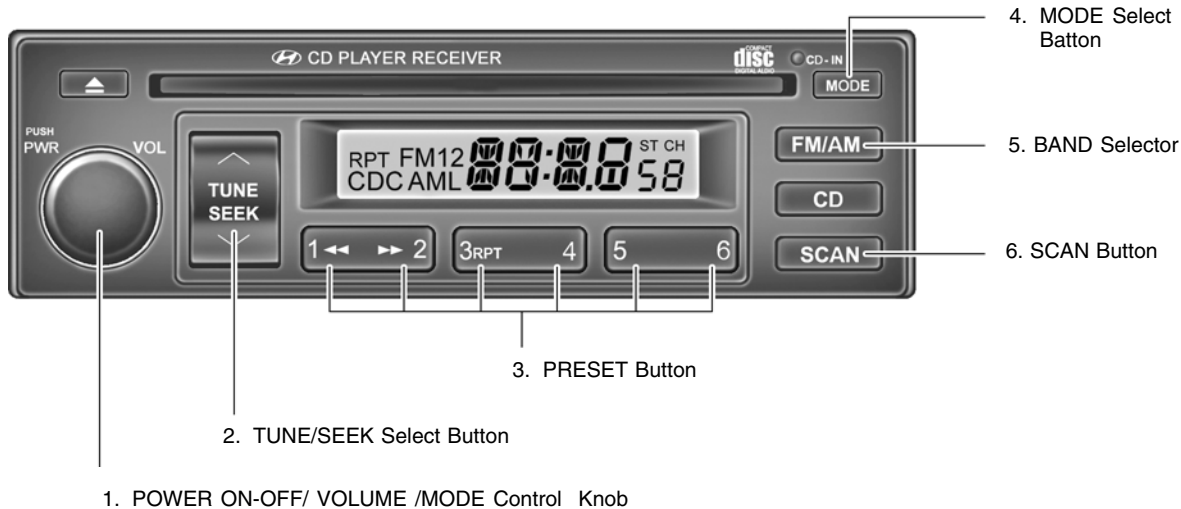 4. MODE Select
Batton
CD PLAYER RECEIVER
COMPACT
disc
DIGITAL AUDIO
CD-IN
MODE
PUSH
PWR
VOL
TUNE
SEEK
RPT FM12 88:8.8 ST CH
CDC AML 58
FM/AM
5. BAND Selector
CD
1 2 3RPT 4 5 6
SCAN
6. SCAN Button
3. PRESET Button
2. TUNE/SEEK Select Button
1. POWER ON-OFF/ VOLUME /MODE Control Knob